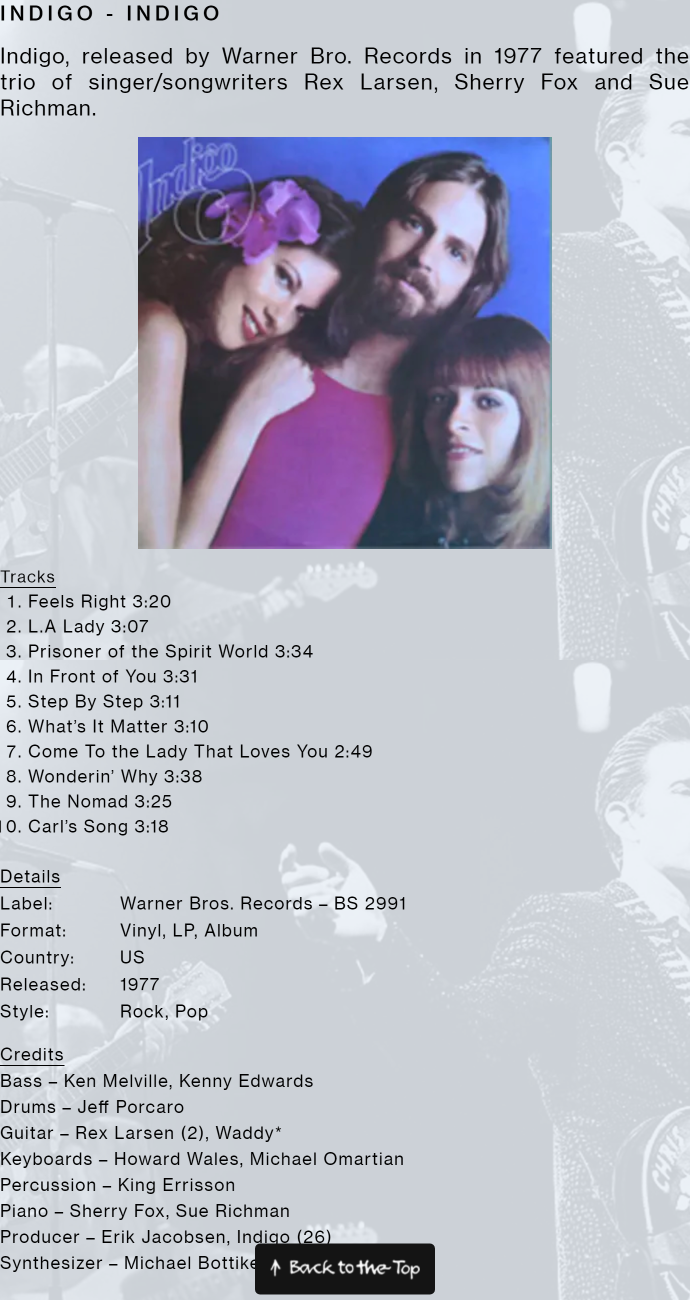 INDIGO - INDIGO
Indigo, released by Warner Bro. Records in 1977 featured the
trio of singer/songwriters Rex Larsen, Sherry Fox and Sue
Richman.
Indigo
Tracks
1. Feels Right 3:20
2. L.A Lady 3:07
3. Prisoner of the Spirit World 3:34
4. In Front of You 3:31
5. Step By Step 3:11
6. What's It Matter 3:10
7. Come To the Lady That Loves You 2:49
8. Wonderin' Why 3:38
9. The Nomad 3:25
10. Carl's Song 3:18
Details
Label: Warner Bros. Records – BS 2991
Format: Vinyl, LP, Album
Country: US
Released: 1977
Style: Rock, Pop
Credits
Bass – Ken Melville, Kenny Edwards
Drums – Jeff Porcaro
Guitar – Rex Larsen (2), Waddy*
Keyboards – Howard Wales, Michael Omartian
Percussion – King Errisson
Piano – Sherry Fox, Sue Richman
Producer – Erik Jacobsen, Indigo (26)
Synthesizer – Michael
↑ Back to the Top
CHRIS
CHRIS